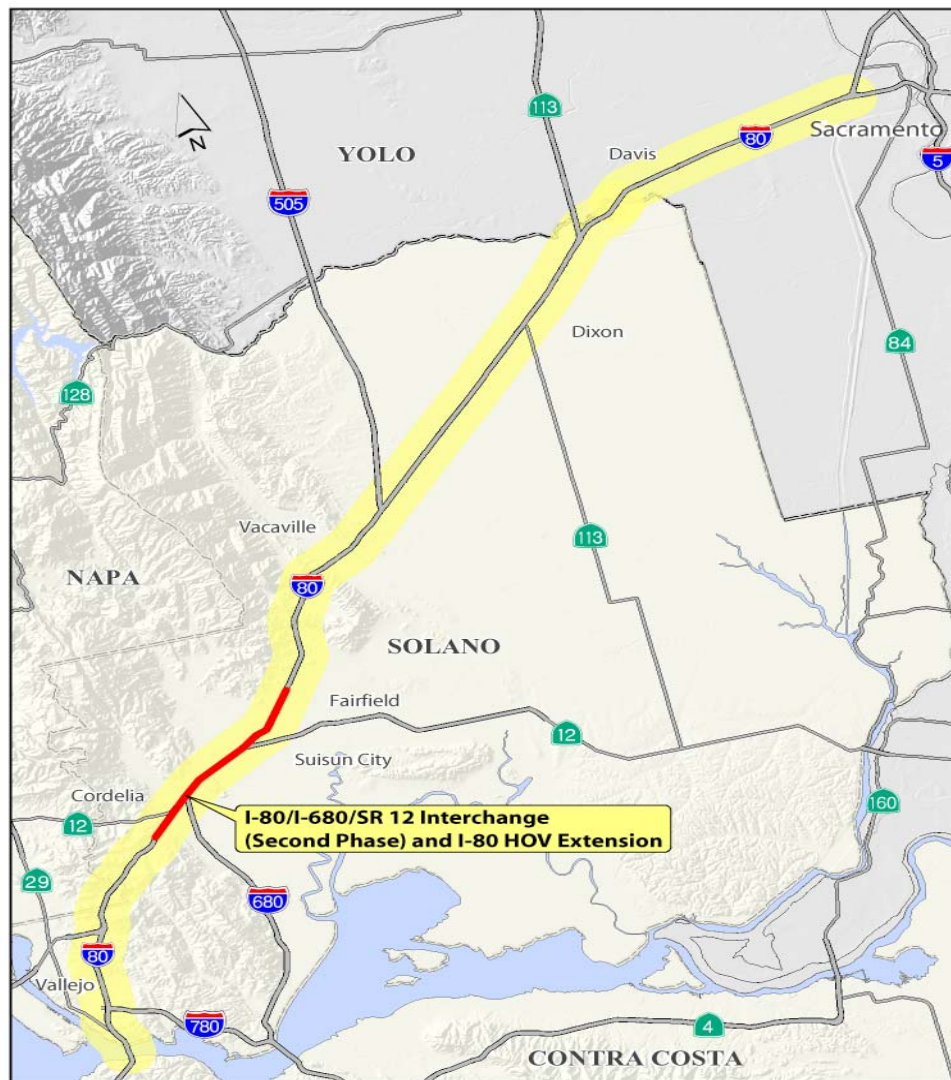 113
Sacramento
80
Davis
5
YOLO
N
505
Dixon
84
128
Vacaville
113
NAPA
80
SOLANO
Fairfield
12
Suisun City
Cordelia
160
12
I-80/I-680/SR 12 Interchange
(Second Phase) and I-80 HOV Extension
29
680
80
Vallejo
780
4
CONTRA COSTA